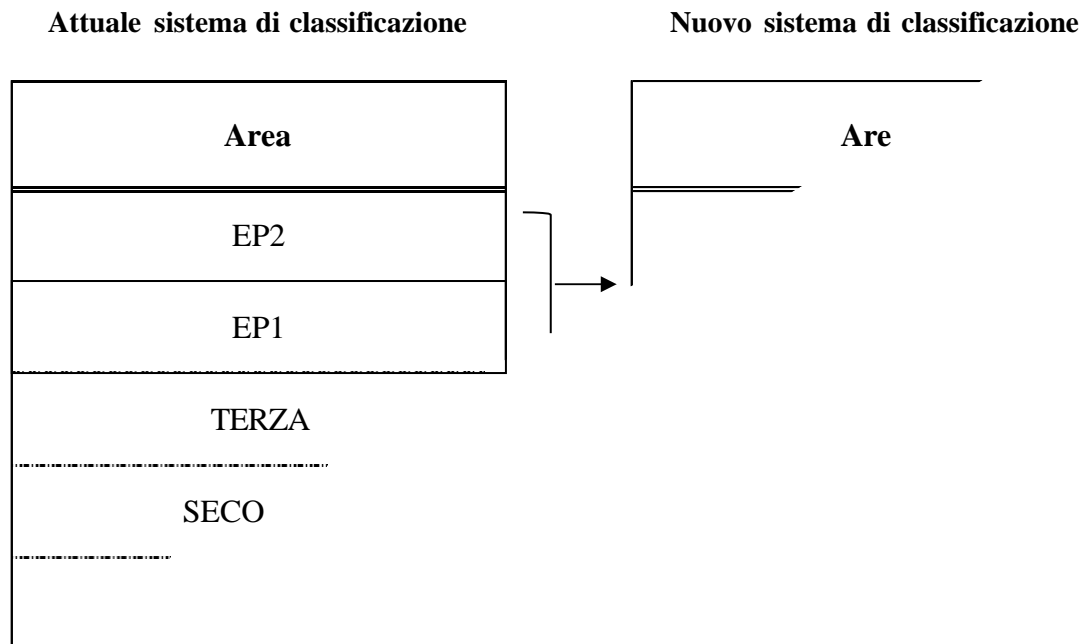 Attuale sistema di classificazione
Nuovo sistema di classificazione
Area
Are
EP2
EP1
TERZA
SECO